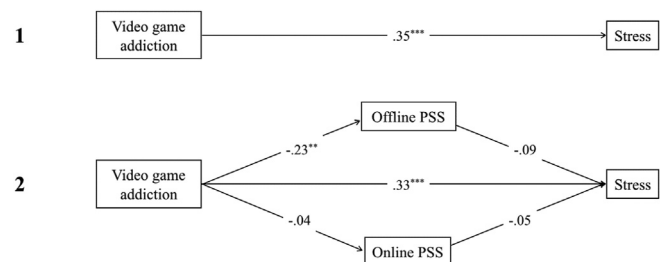 1
Video game
addiction
.35***
Stress
2
Offline PSS
-.23**
-.09
Video game
addiction
.33***
Stress
-.04
-.05
Online PSS